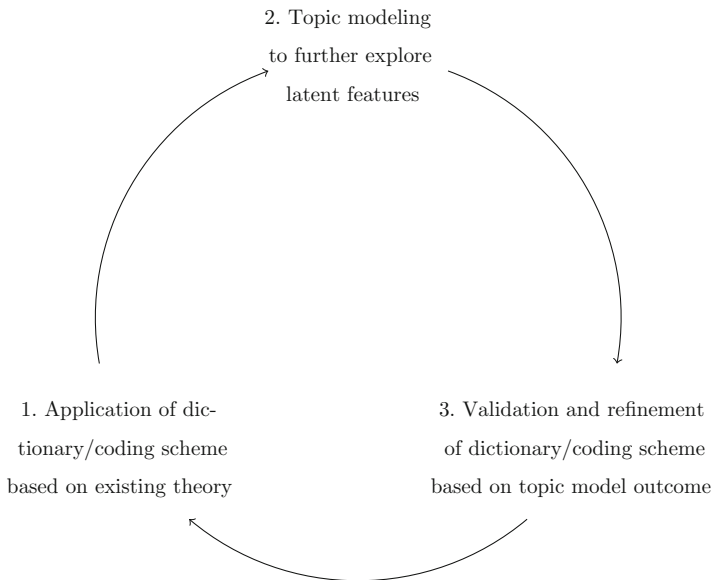 2. Topic modeling
to further explore
latent features
1. Application of dic-
tionary/coding scheme
based on existing theory
3. Validation and refinement
of dictionary/coding scheme
based on topic model outcome